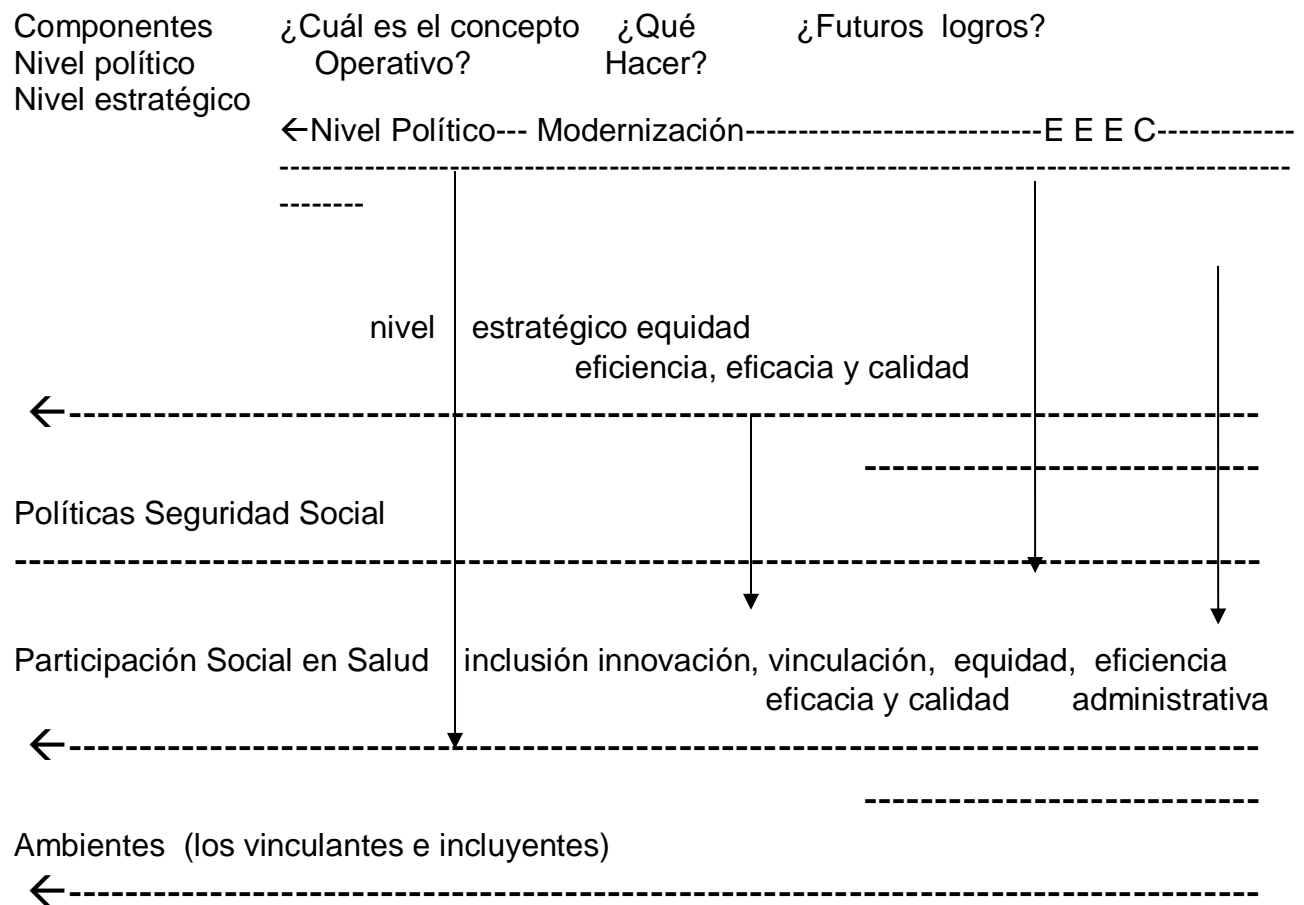 Componentes ¿Cuál es el concepto ¿Qué ¿Futuros logros?
Nivel político Operativo? Hacer?
Nivel estratégico
←Nivel Político--- Modernización----------------------------E E E C-------------
nivel estratégico equidad
eficiencia, eficacia y calidad
Políticas Seguridad Social
Participación Social en Salud inclusión innovación, vinculación, equidad, eficiencia
eficacia y calidad administrativa
Ambientes (los vinculantes e incluyentes)